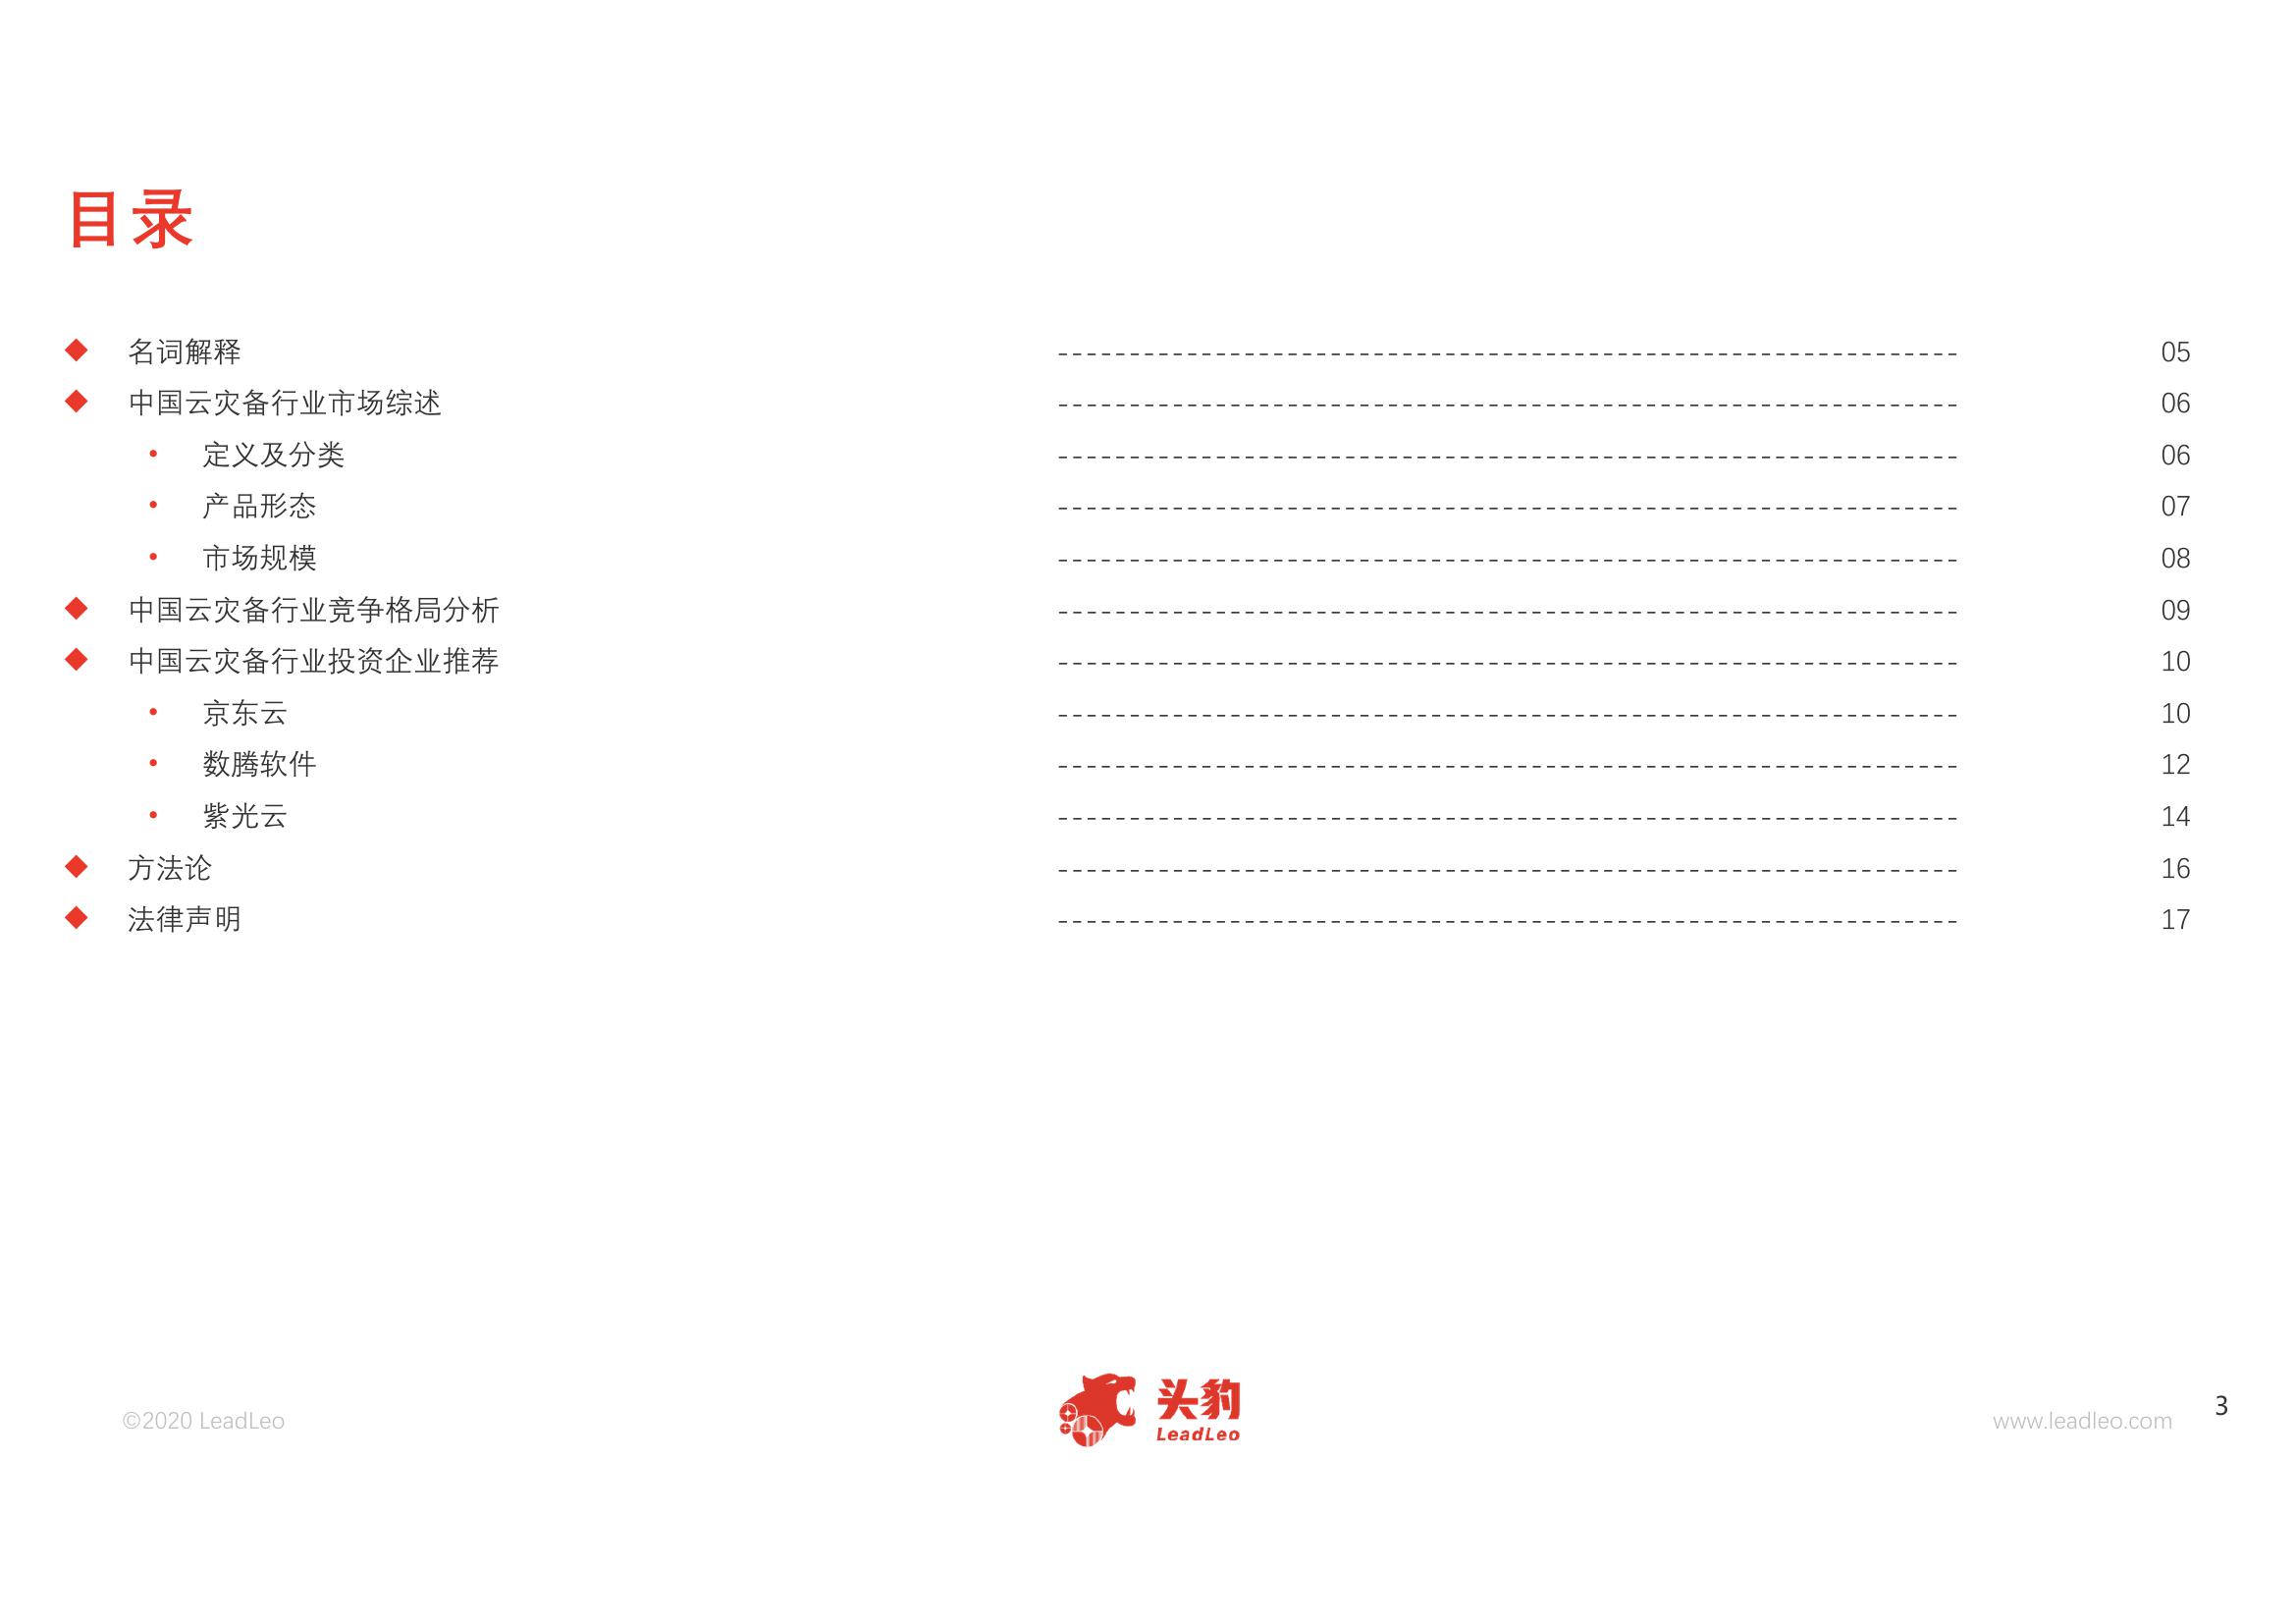 目录
◆ 名词解释 ------------------------------------------------------------ 05
◆ 中国云灾备行业市场综述 ------------------------------------------------------------ 06
• 定义及分类 ------------------------------------------------------------ 06
• 产品形态 ------------------------------------------------------------ 07
• 市场规模 ------------------------------------------------------------ 08
◆ 中国云灾备行业竞争格局分析 ------------------------------------------------------------ 09
◆ 中国云灾备行业投资企业推荐 ------------------------------------------------------------ 10
• 京东云 ------------------------------------------------------------ 10
• 数腾软件 ------------------------------------------------------------ 12
• 紫光云 ------------------------------------------------------------ 14
◆ 方法论 ------------------------------------------------------------ 16
◆ 法律声明 ------------------------------------------------------------ 17
©2020 LeadLeo
头豹
LeadLeo
www.leadleo.com
3